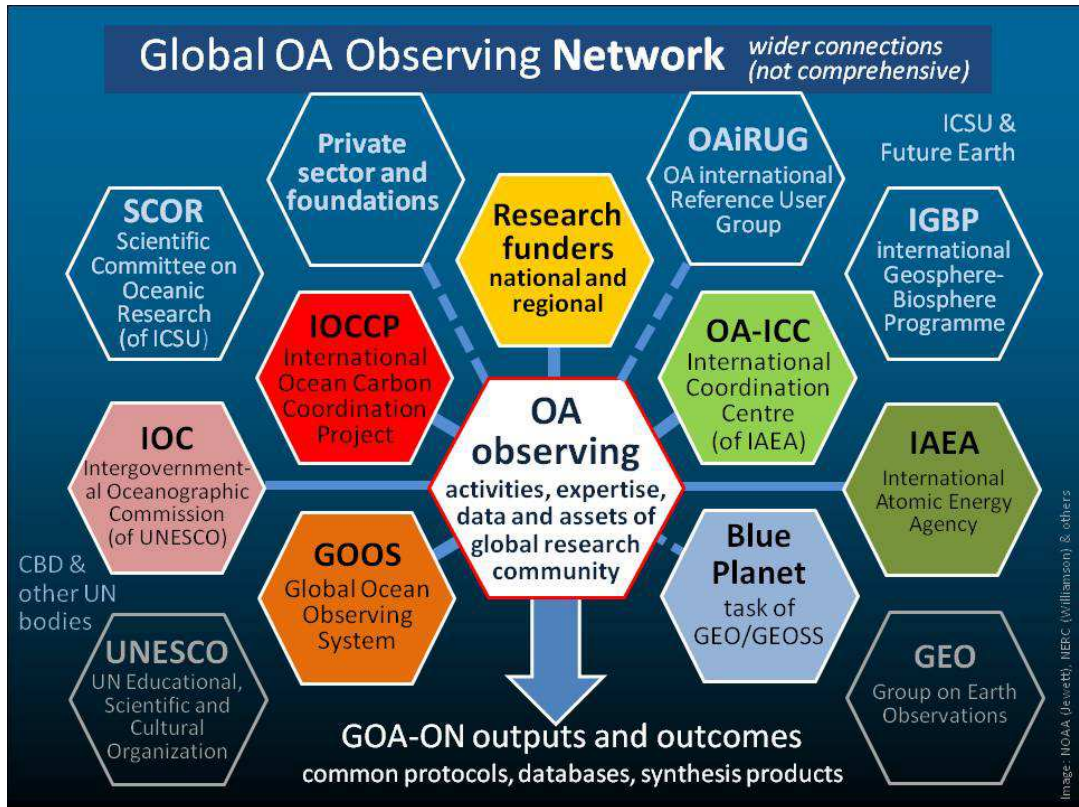 Global OA Observing Network wider connections
(not comprehensive)
Private
sector and
foundations
OAiRUG
OA international
Reference User
Group
ICSU &
Future Earth
SCOR
Scientific
Committee on
Oceanic
Research
(of ICSU)
Research
funders
national and
regional
IGBP
international
Geosphere-
Biosphere
Programme
IOCCP
International
Ocean Carbon
Coordination
Project
OA-ICC
International
Coordination
Centre
(of IAEA)
IOC
Intergovernment-
al Oceanographic
Commission
(of UNESCO)
OA
observing
activities, expertise,
data and assets of
global research
community
IAEA
International
Atomic Energy
Agency
GOOS
Global Ocean
Observing
System
Blue
Planet
task of
GEO/GEOSS
CBD &
other UN
bodies
UNESCO
UN Educational,
Scientific and
Cultural
Organization
GEO
Group on Earth
Observations
GOA-ON outputs and outcomes
common protocols, databases, synthesis products
Image: NOAA (Jewett), NERC (Williamson) & others